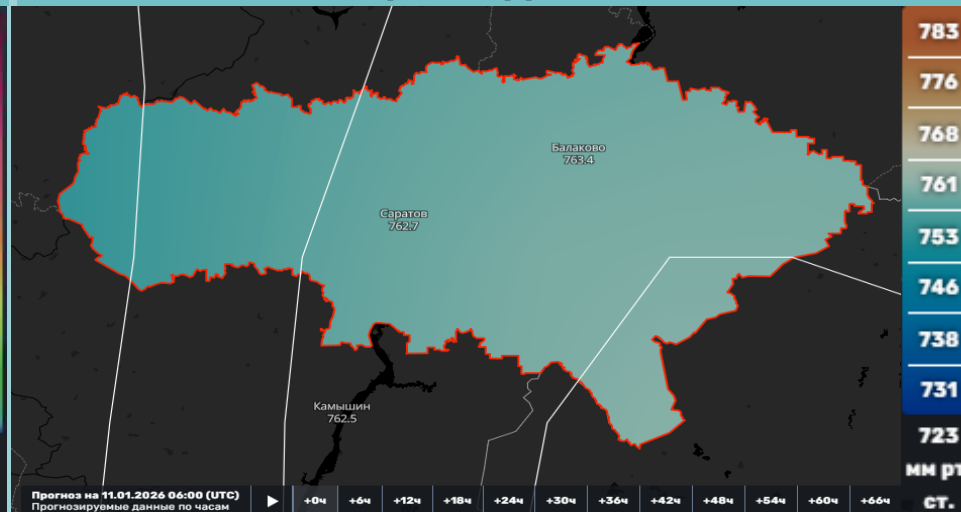 783
776
768
Балаково
763.4
761
Саратов
762.7
753
746
738
731
Камышин
762.5
723
мм рт
ст.
Прогноз на 11.01.2026 06:00 (UTC)
Прогнозируемые данные по часам
+0ч +6ч +12ч +18ч +24ч +30ч +36ч +42ч +48ч +54ч +60ч +66ч